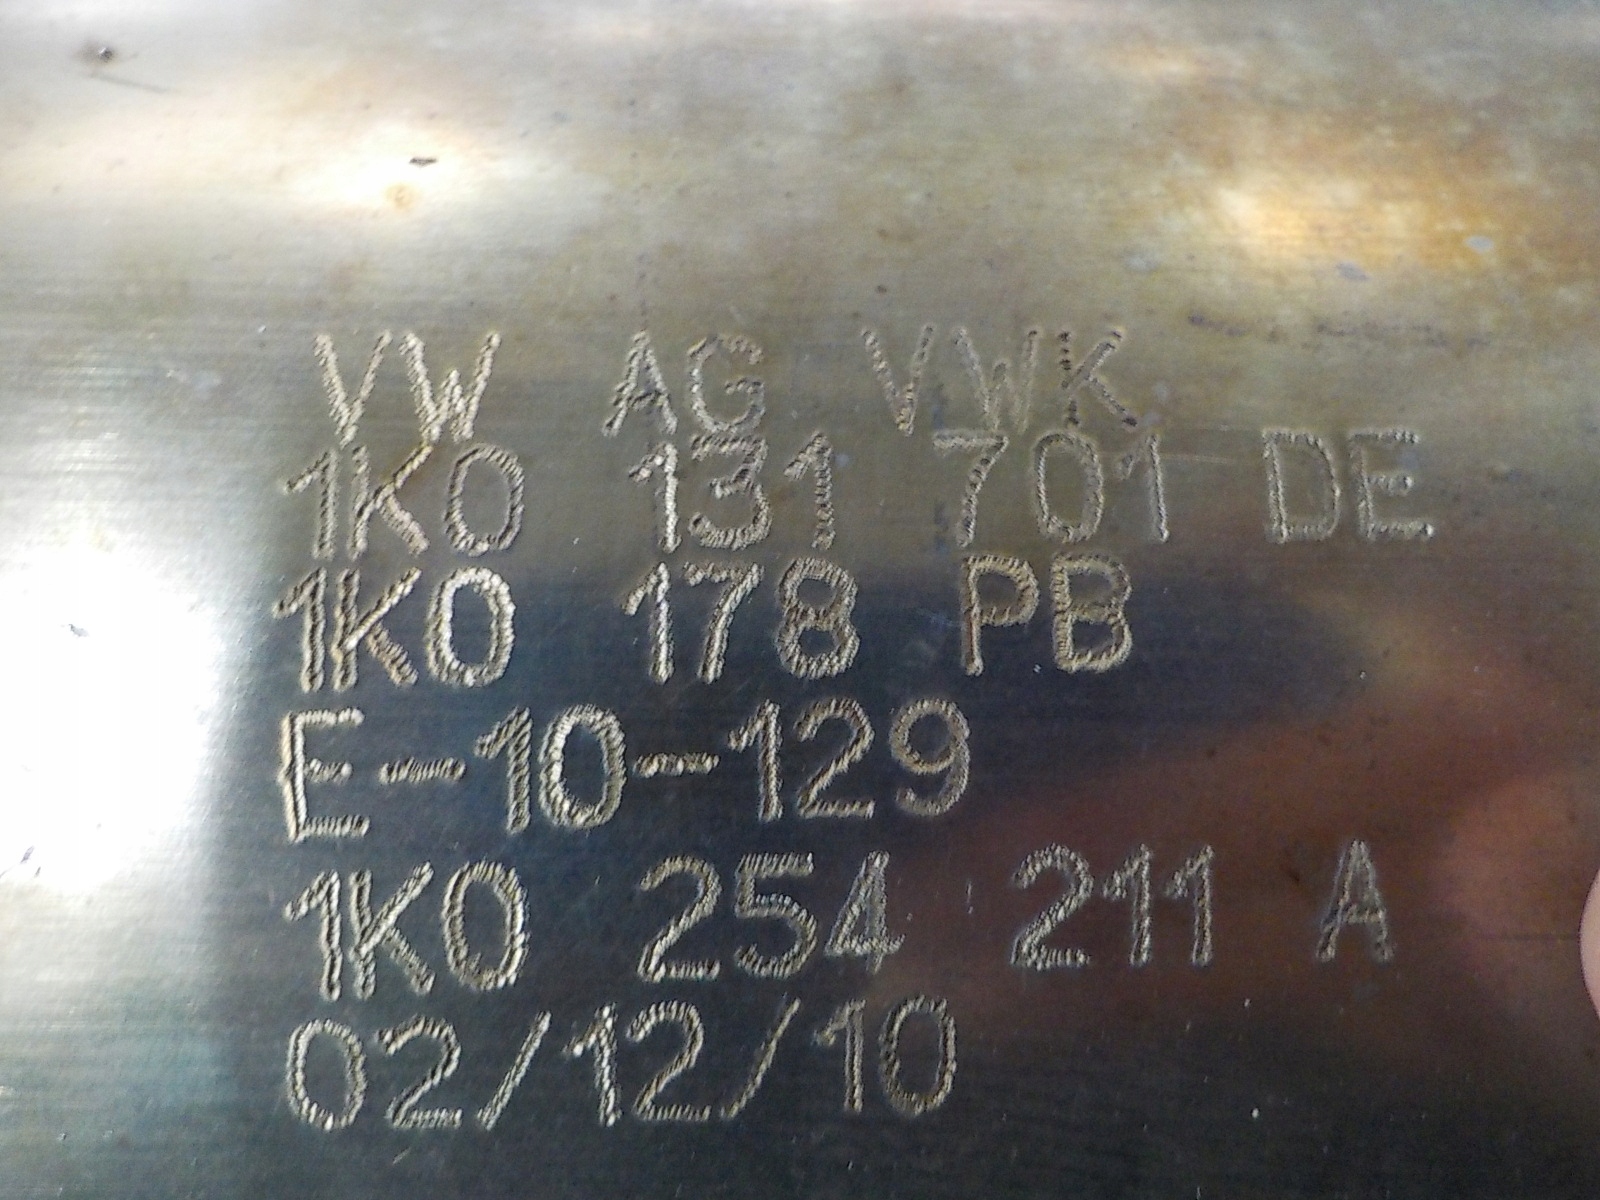 VW AG VWK
1K0 131 701 DE
1K0 178 PB
E-10-129
1K0 254 211 A
02/12/10